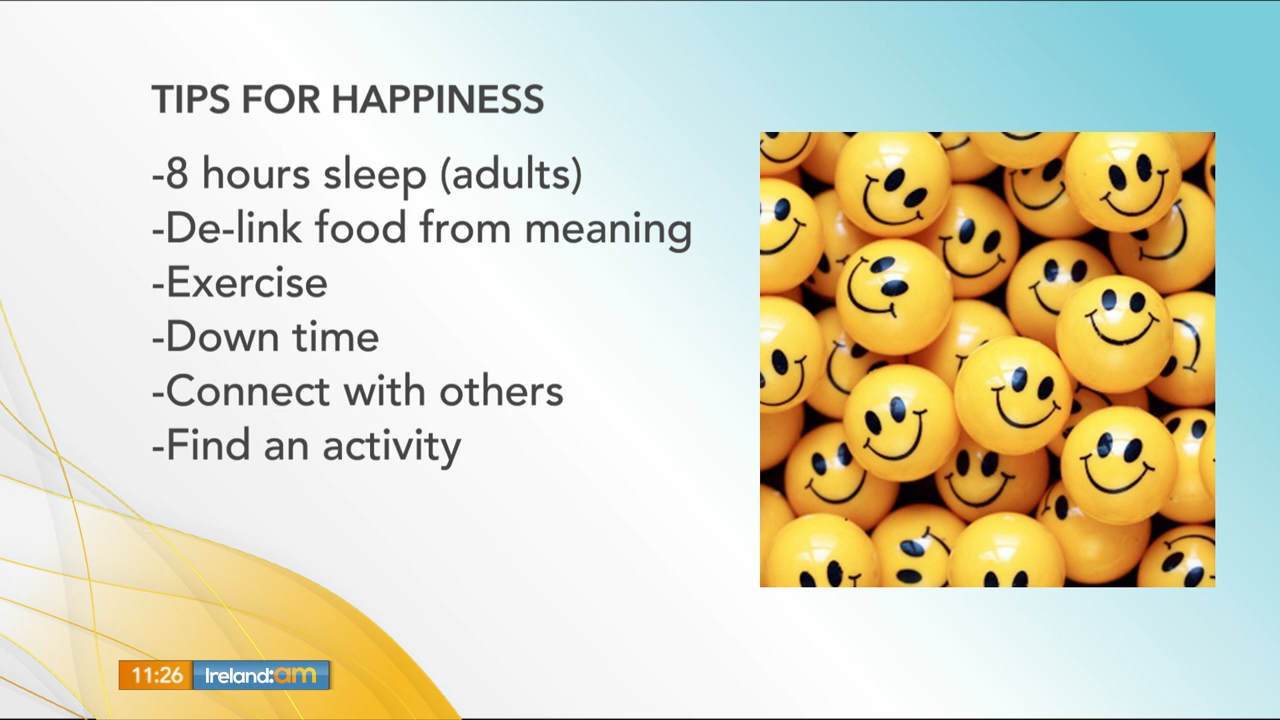 TIPS FOR HAPPINESS
-8 hours sleep (adults)
-De-link food from meaning
-Exercise
-Down time
-Connect with others
-Find an activity
11:26 Ireland:am